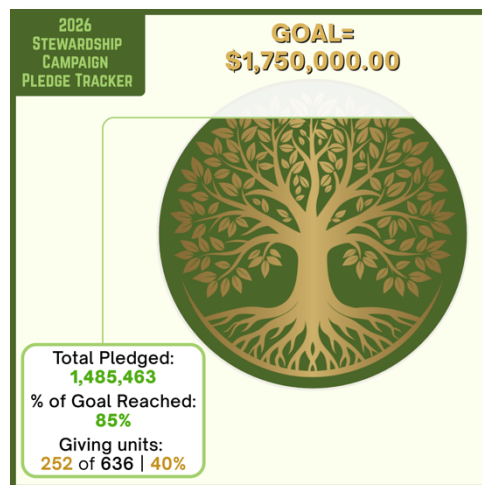 2026
STEWARDSHIP
CAMPAIGN
PLEDGE TRACKER
GOAL=
$1,750,000.00
Total Pledged:
1,485,463
% of Goal Reached:
85%
Giving units:
252 of 636 | 40%